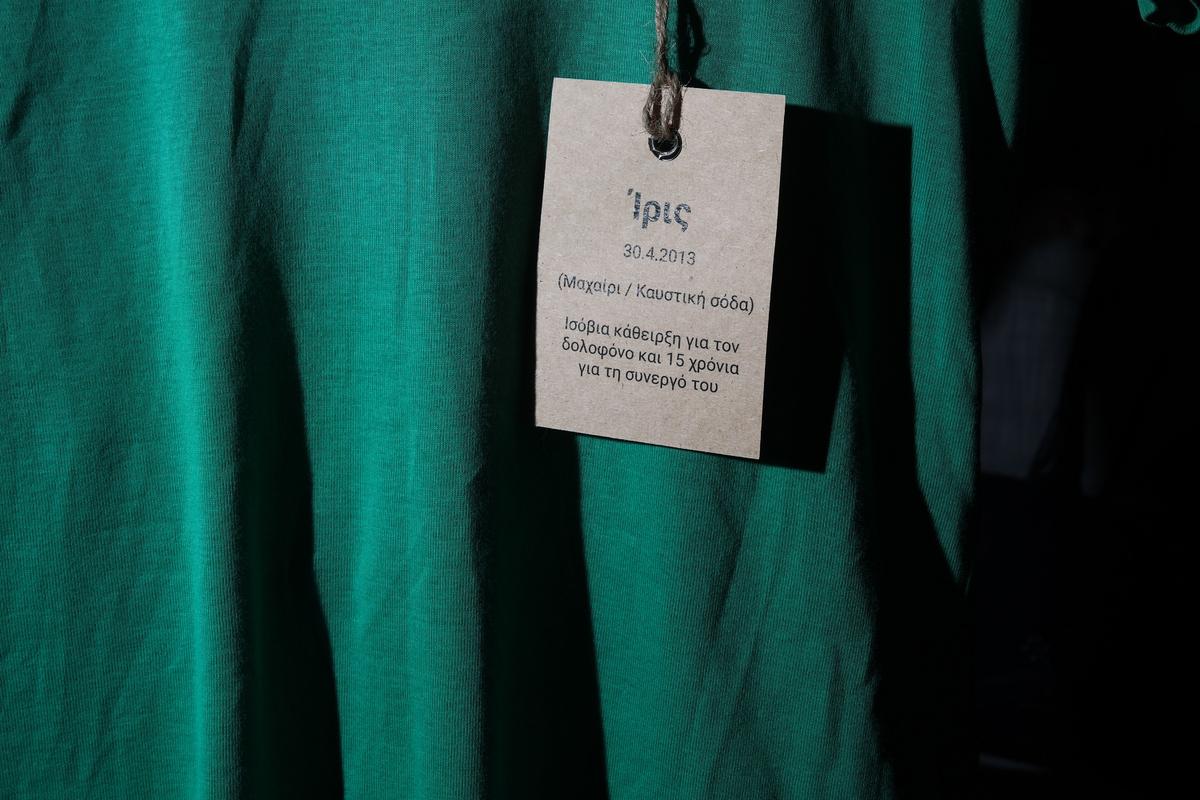 Ίρις
30.4.2013
(Μαχαίρι / Καυστική σόδα)
Ισόβια κάθειρξη για τον
δολοφόνο και 15 χρόνια
για τη συνεργό του